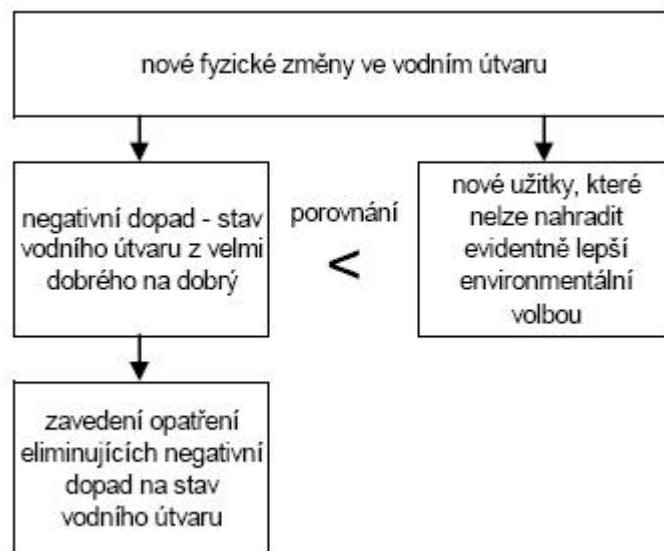 nové fyzické změny ve vodním útvaru
negativní dopad - stav
vodního útvaru z velmi
dobrého na dobrý
porovnání
<
nové užitky, které
nelze nahradit
evidentně lepší
environmentální
volbou
zavedení opatření
eliminujících negativní
dopad na stav
vodního útvaru